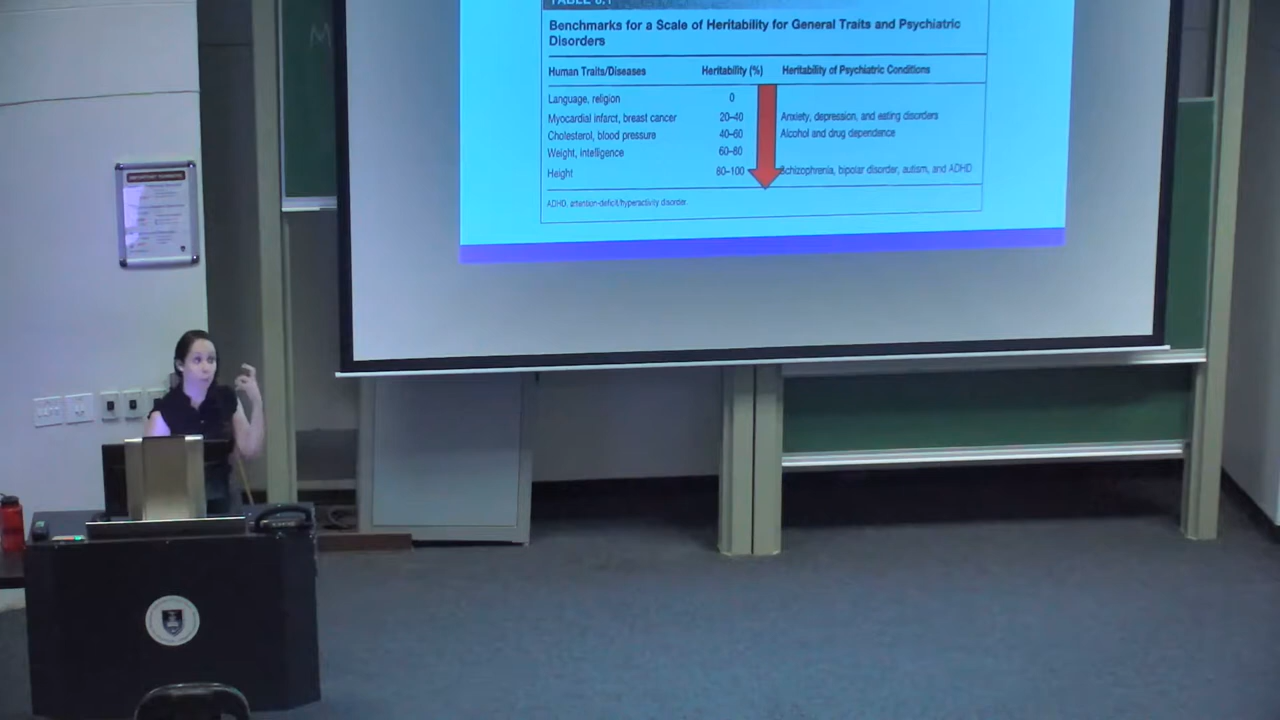 TABLE 6.1
Benchmarks for a Scale of Heritability for General Traits and Psychiatric
Disorders
Human Traits/Diseases Heritability (%) Heritability of Psychiatric Conditions
Language, religion 0
Myocardial infarct, breast cancer 20–40 Anxiety, depression, and eating disorders
Cholesterol, blood pressure 40–60 Alcohol and drug dependence
Weight, intelligence 60–80
Height 80–100 Schizophrenia, bipolar disorder, autism, and ADHD
ADHD, attention-deficit/hyperactivity disorder.
M